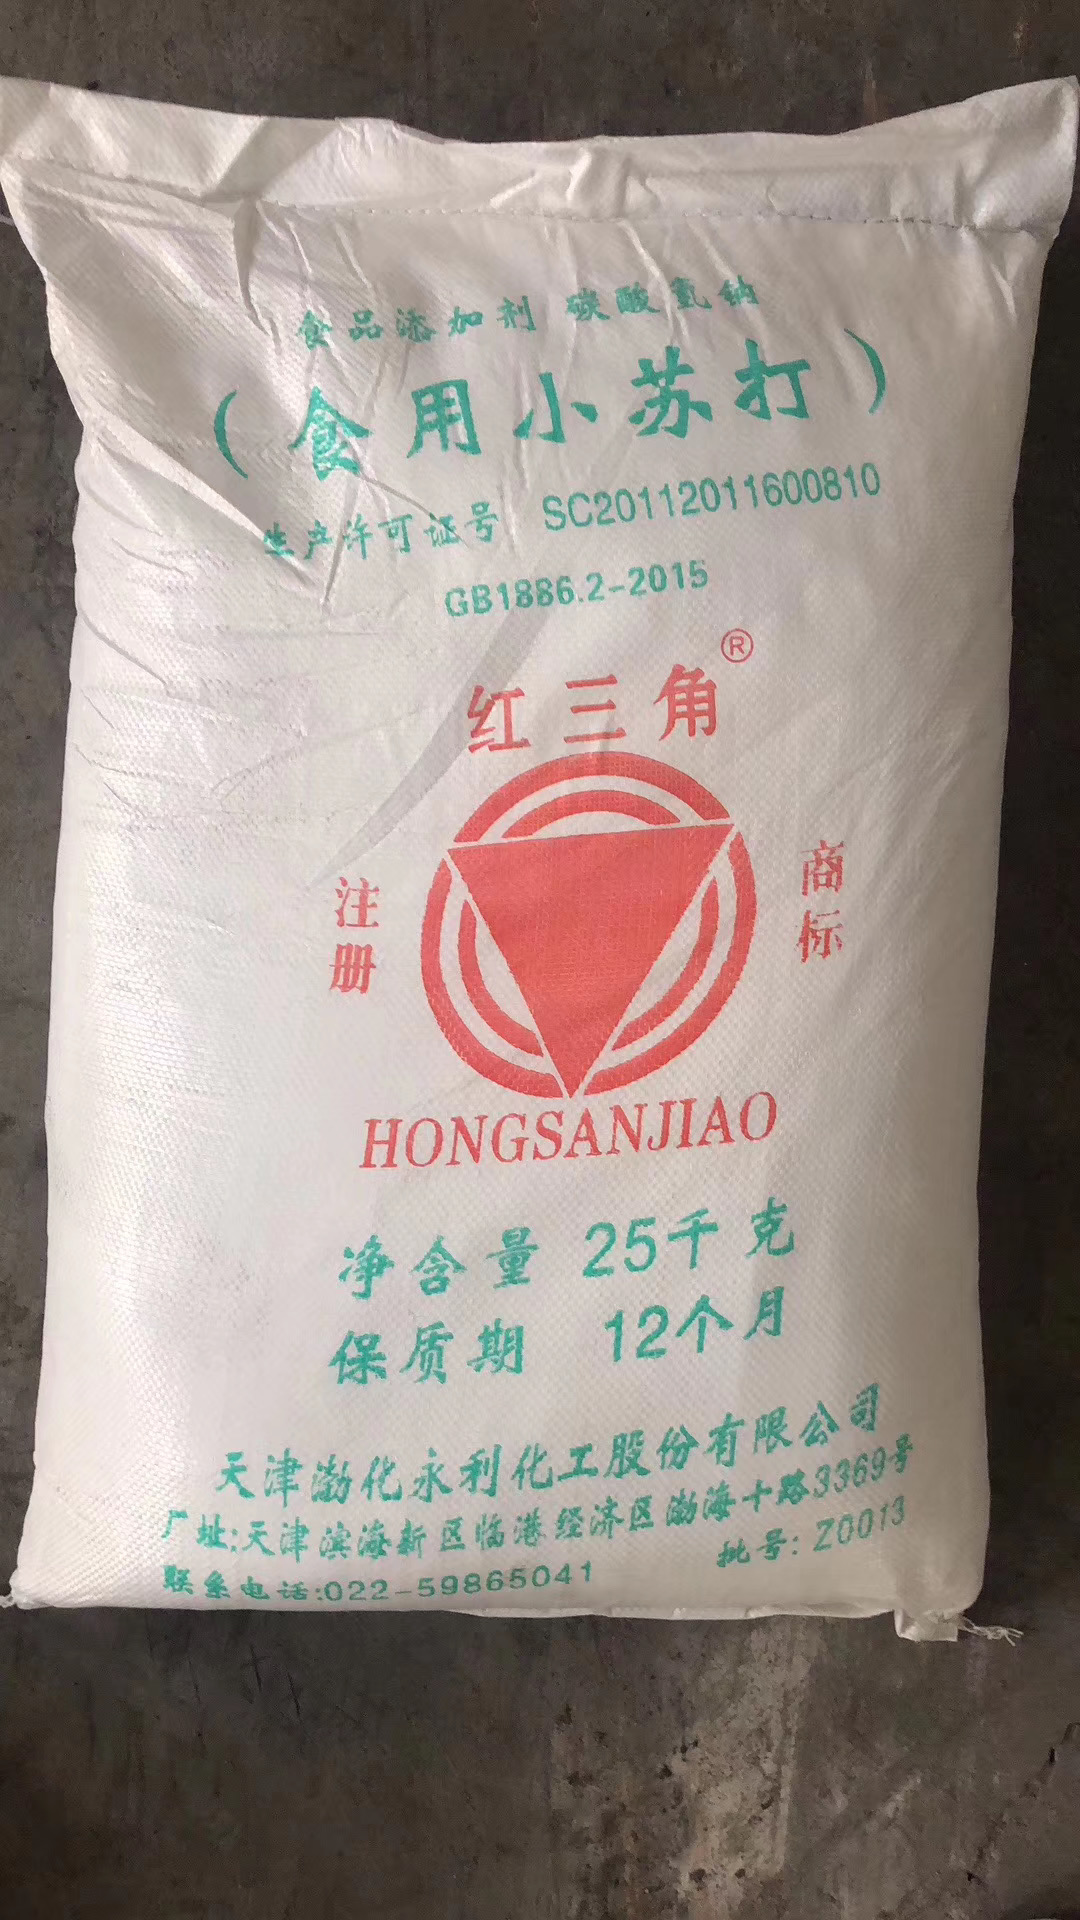 食品添加剂 碳酸氢钠
(食用小苏打)
生产许可证号 SC20112011600810
GB1886.2-2015
红三角®
注册
商标
HONGSANJIAO
净含量 25千克
保质期 12个月
天津渤化永利化工股份有限公司
厂址:天津滨海新区临港经济区渤海十路3369号
联系电话:022-59865041
批号: Z0013